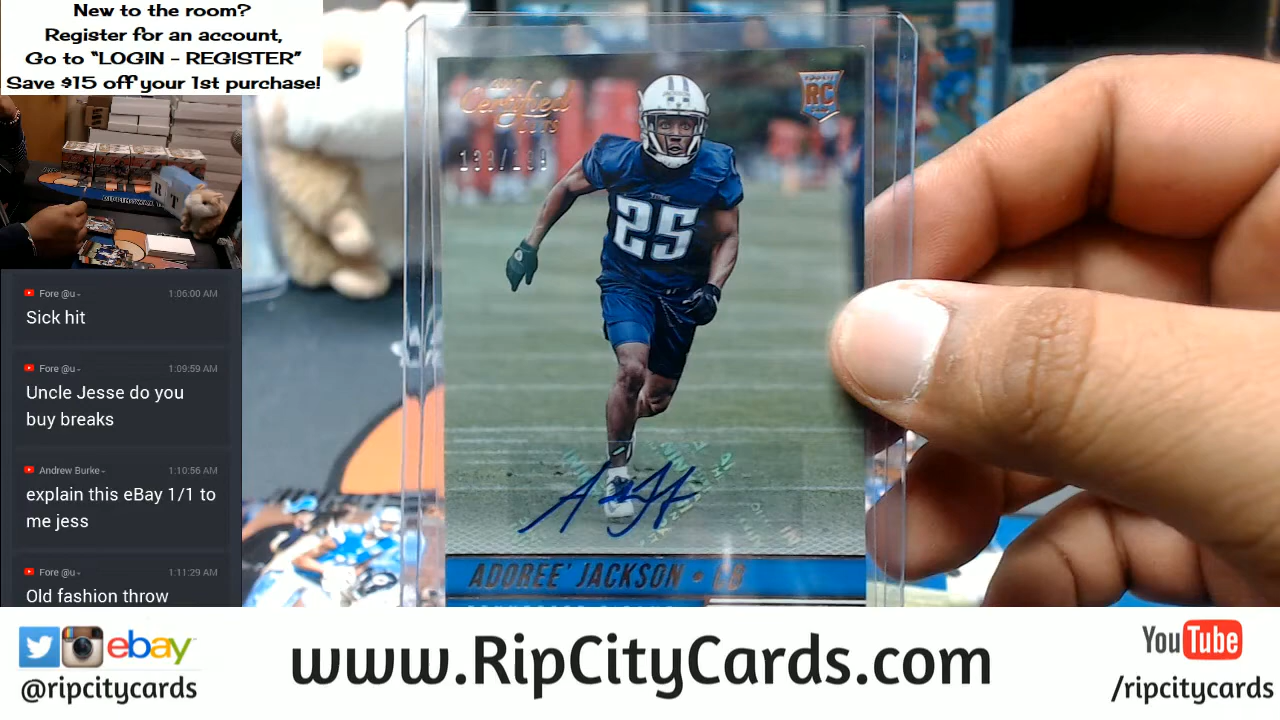 New to the room?
Register for an account,
Go to “LOGIN - REGISTER”
Save $15 off your 1st purchase!
Fore @u-
1:06:00 AM
Sick hit
Fore @u-
1:09:59 AM
Uncle Jesse do you
buy breaks
Andrew Burke-
1:10:56 AM
explain this eBay 1/1 to
me jess
Fore @u-
1:11:29 AM
Old fashion throw
Certified
RC
TITANS
25
ADOREE' JACKSON • CB
ebay
@ripcitycards
www.RipCityCards.com
YouTube
/ripcitycards